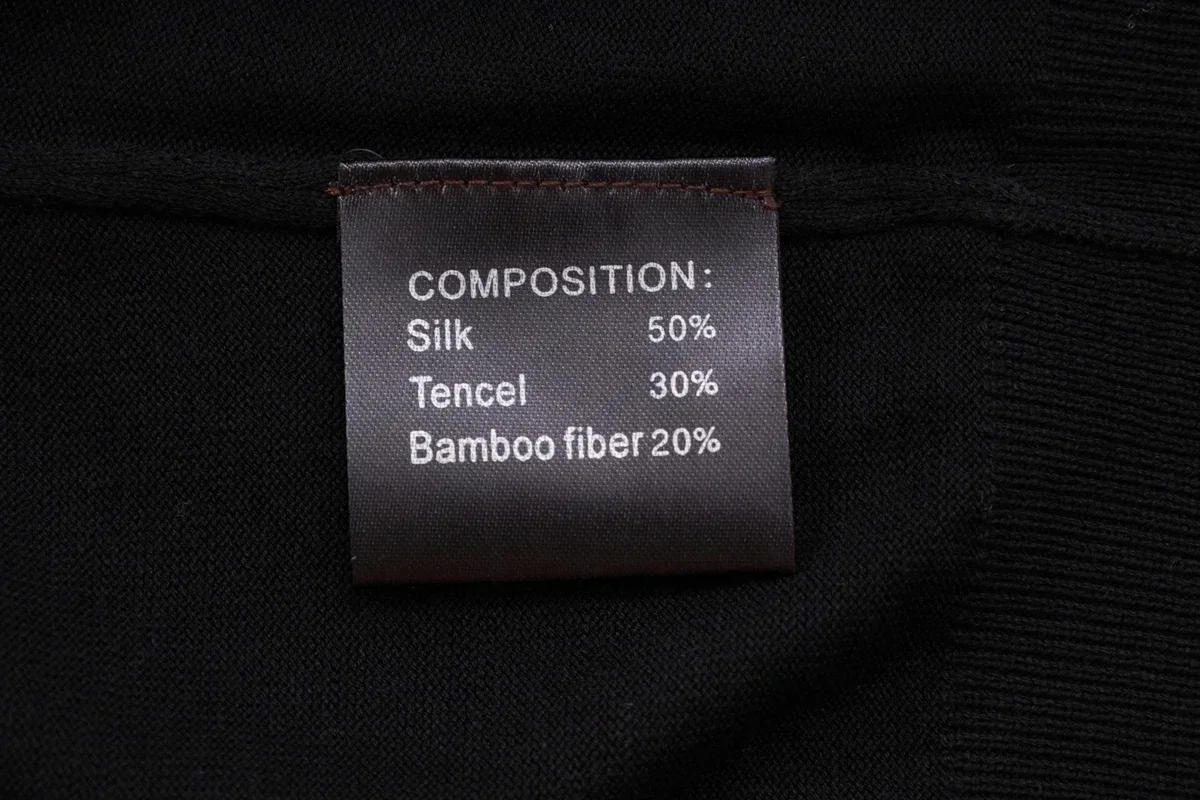 COMPOSITION:
Silk 50%
Tencel 30%
Bamboo fiber 20%